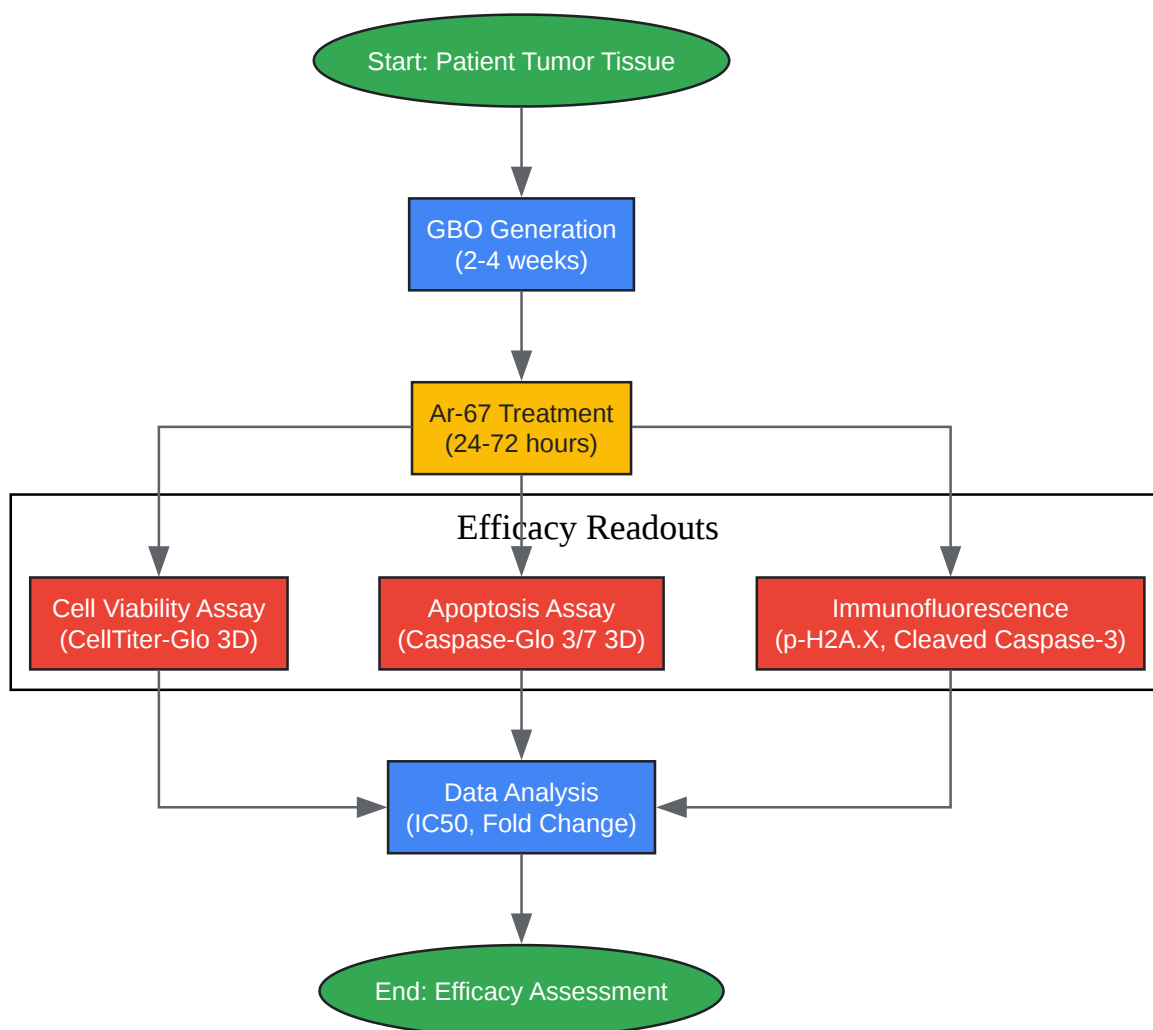 Start: Patient Tumor Tissue
GBO Generation
(2-4 weeks)
Ar-67 Treatment
(24-72 hours)
Efficacy Readouts
Cell Viability Assay
(CellTiter-Glo 3D)
Apoptosis Assay
(Caspase-Glo 3/7 3D)
Immunofluorescence
(p-H2A.X, Cleaved Caspase-3)
Data Analysis
(IC50, Fold Change)
End: Efficacy Assessment